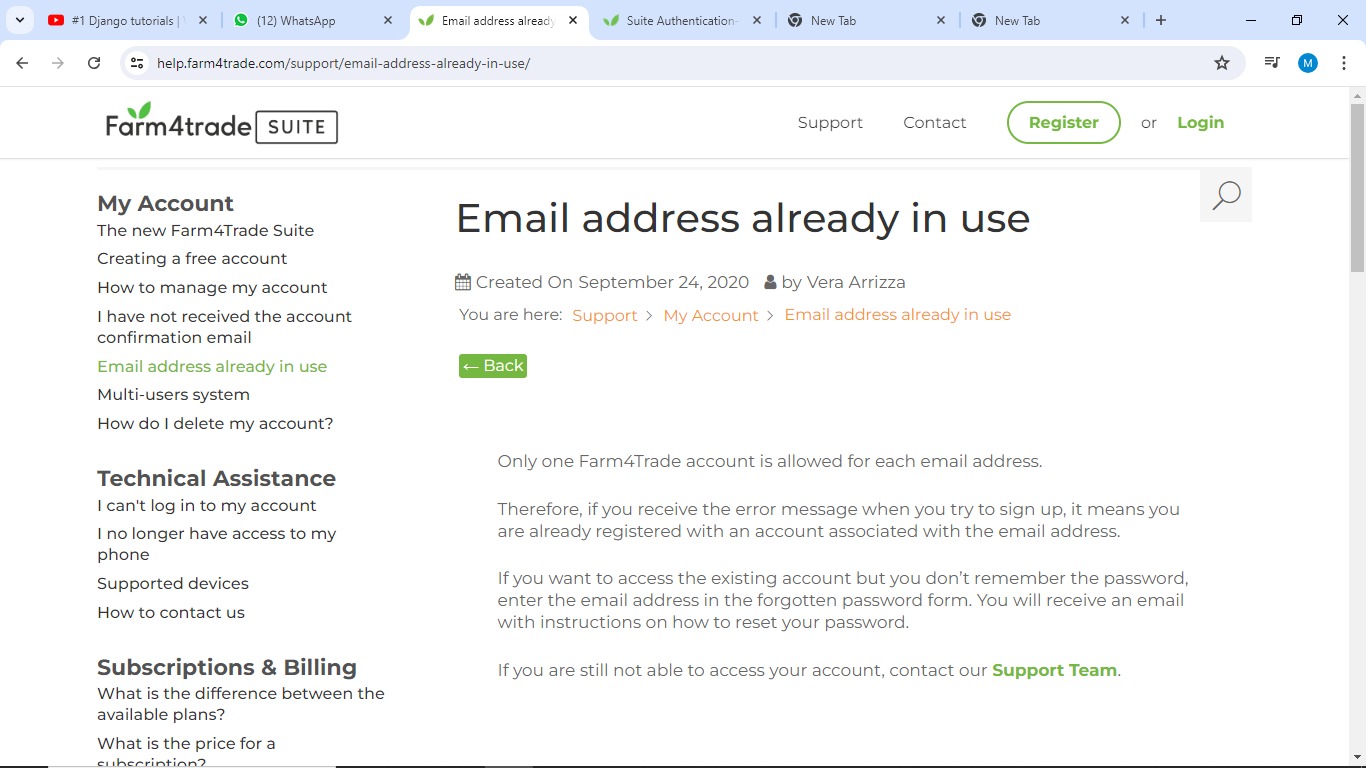 #1 Django tutorials |
(12) WhatsApp
Email address already
Suite Authentication
New Tab
New Tab
help.farm4trade.com/support/email-address-already-in-use/
M
Farm4trade SUITE
Support
Contact
Register
or
Login
My Account
The new Farm4Trade Suite
Creating a free account
How to manage my account
I have not received the account
confirmation email
Email address already in use
Multi-users system
How do I delete my account?
Technical Assistance
I can't log in to my account
I no longer have access to my
phone
Supported devices
How to contact us
Subscriptions & Billing
What is the difference between the
available plans?
What is the price for a
subscription?
Email address already in use
Created On September 24, 2020 by Vera Arrizza
You are here: Support > My Account > Email address already in use
← Back
Only one Farm4Trade account is allowed for each email address.
Therefore, if you receive the error message when you try to sign up, it means you
are already registered with an account associated with the email address.
If you want to access the existing account but you don’t remember the password,
enter the email address in the forgotten password form. You will receive an email
with instructions on how to reset your password.
If you are still not able to access your account, contact our Support Team.